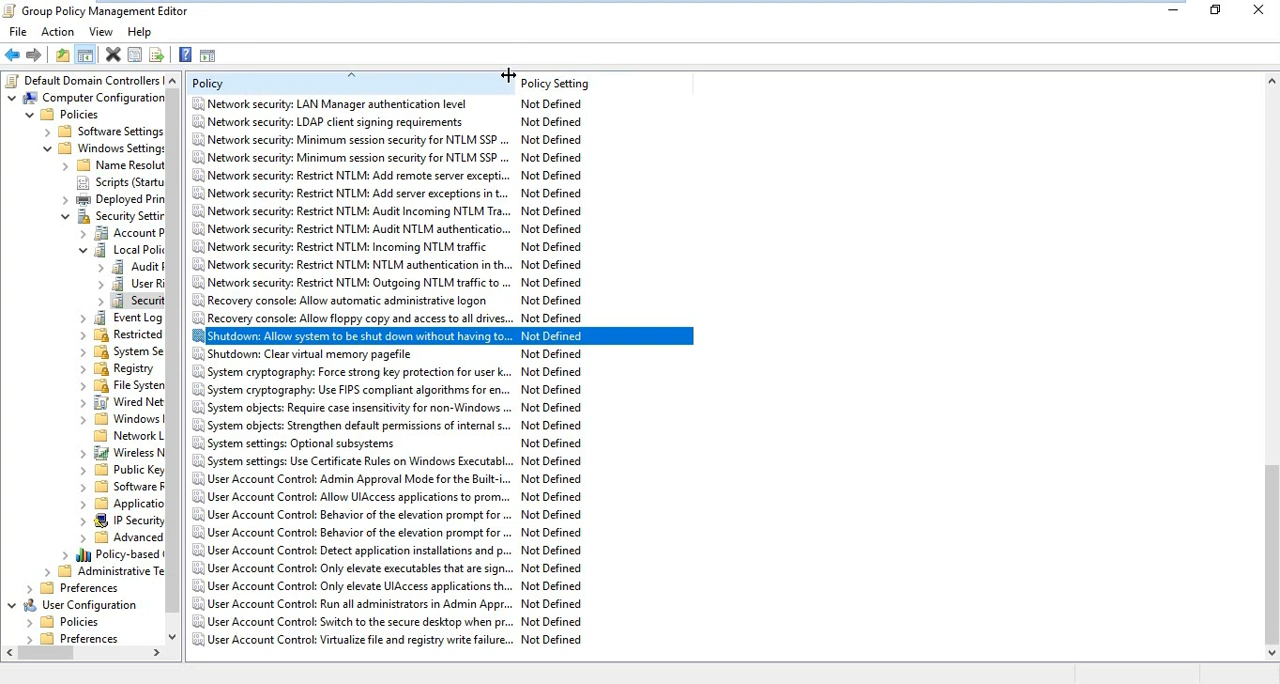 Group Policy Management Editor
File Action View Help
Default Domain Controllers
Computer Configuration
Policies
Software Settings
Windows Settings
Name Resolut
Scripts (Startu
Deployed Prin
Security Settin
Account P
Local Polic
Audit P
User Ri
Securit
Event Log
Restricted
System Se
Registry
File System
Wired Net
Windows
Network L
Wireless N
Public Key
Software R
Applicatio
IP Security
Advanced
Policy-based
Administrative Te
Preferences
User Configuration
Policies
Preferences
Policy Policy Setting
Network security: LAN Manager authentication level Not Defined
Network security: LDAP client signing requirements Not Defined
Network security: Minimum session security for NTLM SSP ... Not Defined
Network security: Minimum session security for NTLM SSP ... Not Defined
Network security: Restrict NTLM: Add remote server excepti... Not Defined
Network security: Restrict NTLM: Add server exceptions in t... Not Defined
Network security: Restrict NTLM: Audit Incoming NTLM Tra... Not Defined
Network security: Restrict NTLM: Audit NTLM authenticatio... Not Defined
Network security: Restrict NTLM: Incoming NTLM traffic Not Defined
Network security: Restrict NTLM: NTLM authentication in th... Not Defined
Network security: Restrict NTLM: Outgoing NTLM traffic to ... Not Defined
Recovery console: Allow automatic administrative logon Not Defined
Recovery console: Allow floppy copy and access to all drives... Not Defined
Shutdown: Allow system to be shut down without having to... Not Defined
Shutdown: Clear virtual memory pagefile Not Defined
System cryptography: Force strong key protection for user k... Not Defined
System cryptography: Use FIPS compliant algorithms for en... Not Defined
System objects: Require case insensitivity for non-Windows ... Not Defined
System objects: Strengthen default permissions of internal s... Not Defined
System settings: Optional subsystems Not Defined
System settings: Use Certificate Rules on Windows Executabl... Not Defined
User Account Control: Admin Approval Mode for the Built-i... Not Defined
User Account Control: Allow UIAccess applications to prom... Not Defined
User Account Control: Behavior of the elevation prompt for ... Not Defined
User Account Control: Behavior of the elevation prompt for ... Not Defined
User Account Control: Detect application installations and p... Not Defined
User Account Control: Only elevate executables that are sign... Not Defined
User Account Control: Only elevate UIAccess applications th... Not Defined
User Account Control: Run all administrators in Admin Appr... Not Defined
User Account Control: Switch to the secure desktop when pr... Not Defined
User Account Control: Virtualize file and registry write failure... Not Defined